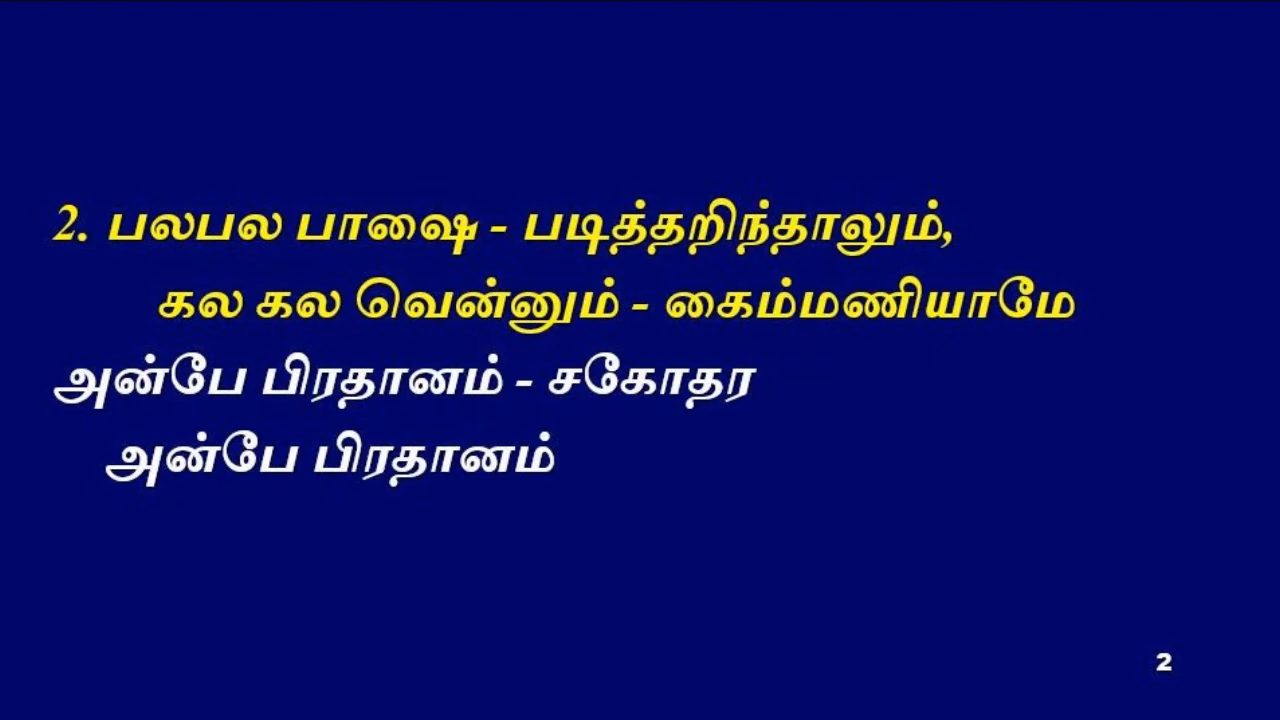 2. பலபல பாஷை - படித்தறிந்தாலும்,
கல கல வென்னும் - கைம்மணியாமே
அன்பே பிரதானம் - சகோதர
அன்பே பிரதானம்
2